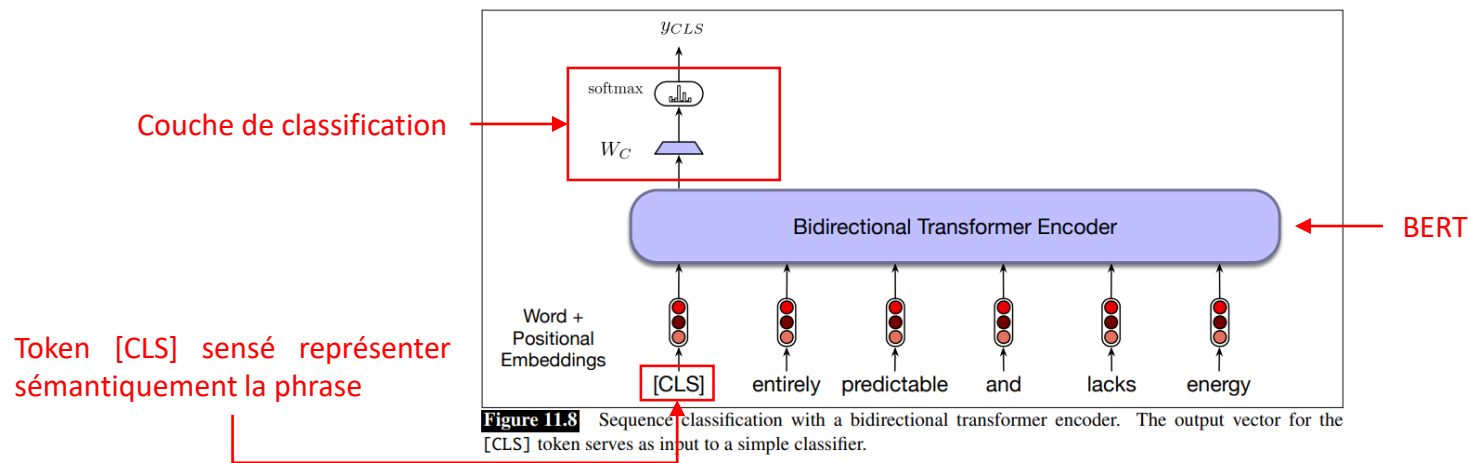 yCLS
softmax
Couche de classification
WC
Bidirectional Transformer Encoder
BERT
Word +
Positional
Embeddings
Token [CLS] sensé représenter
sémantiquement la phrase
[CLS] entirely predictable and lacks energy
Figure 11.8 Sequence classification with a bidirectional transformer encoder. The output vector for the
[CLS] token serves as input to a simple classifier.